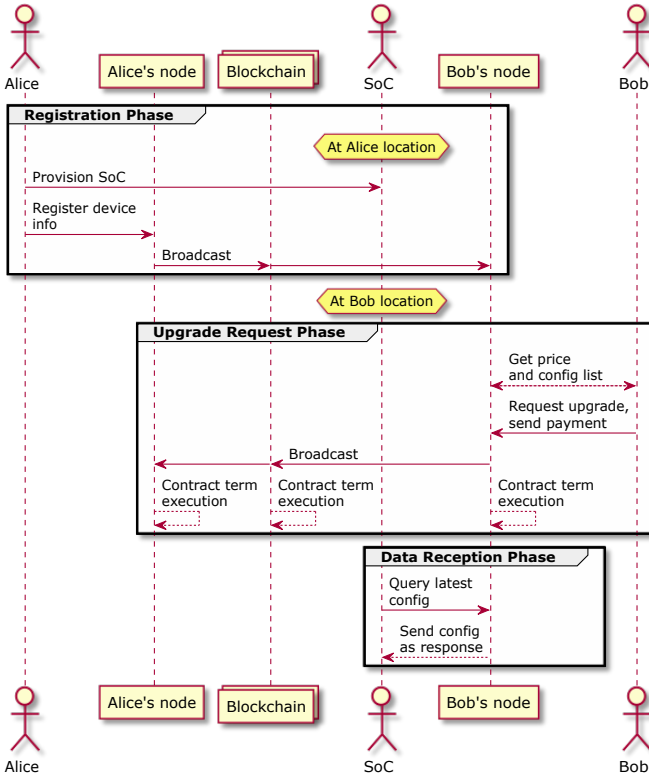 Alice
Alice's node
Blockchain
SoC
Bob's node
Bob
Registration Phase
At Alice location
Provision SoC
Register device
info
Broadcast
At Bob location
Upgrade Request Phase
Get price
and config list
Request upgrade,
send payment
Broadcast
Contract term
execution
Contract term
execution
Contract term
execution
Data Reception Phase
Query latest
config
Send config
as response
Alice
Alice's node
Blockchain
SoC
Bob's node
Bob